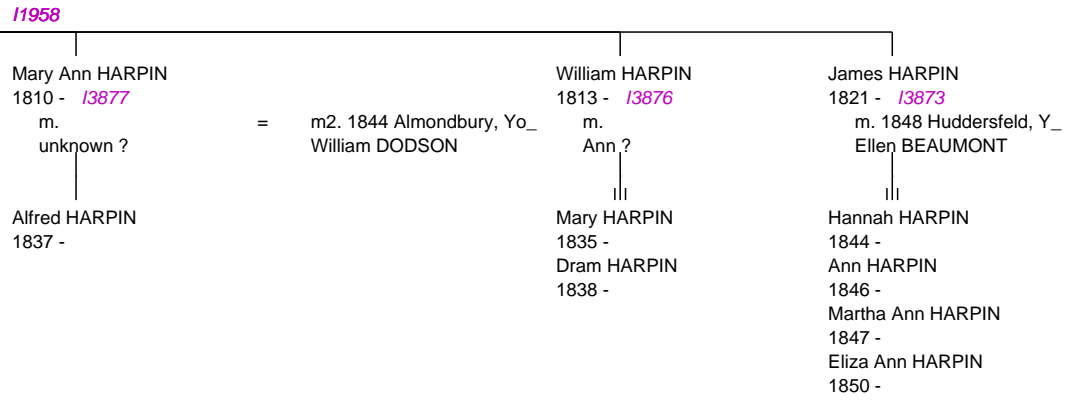 I1958
Mary Ann HARPIN
1810 - I3877
m.
unknown ?
=
m2. 1844 Almondbury, Yo_
William DODSON
Alfred HARPIN
1837 -
William HARPIN
1813 - I3876
m.
Ann ?
Mary HARPIN
1835 -
Dram HARPIN
1838 -
James HARPIN
1821 - I3873
m. 1848 Huddersfeld, Y_
Ellen BEAUMONT
Hannah HARPIN
1844 -
Ann HARPIN
1846 -
Martha Ann HARPIN
1847 -
Eliza Ann HARPIN
1850 -